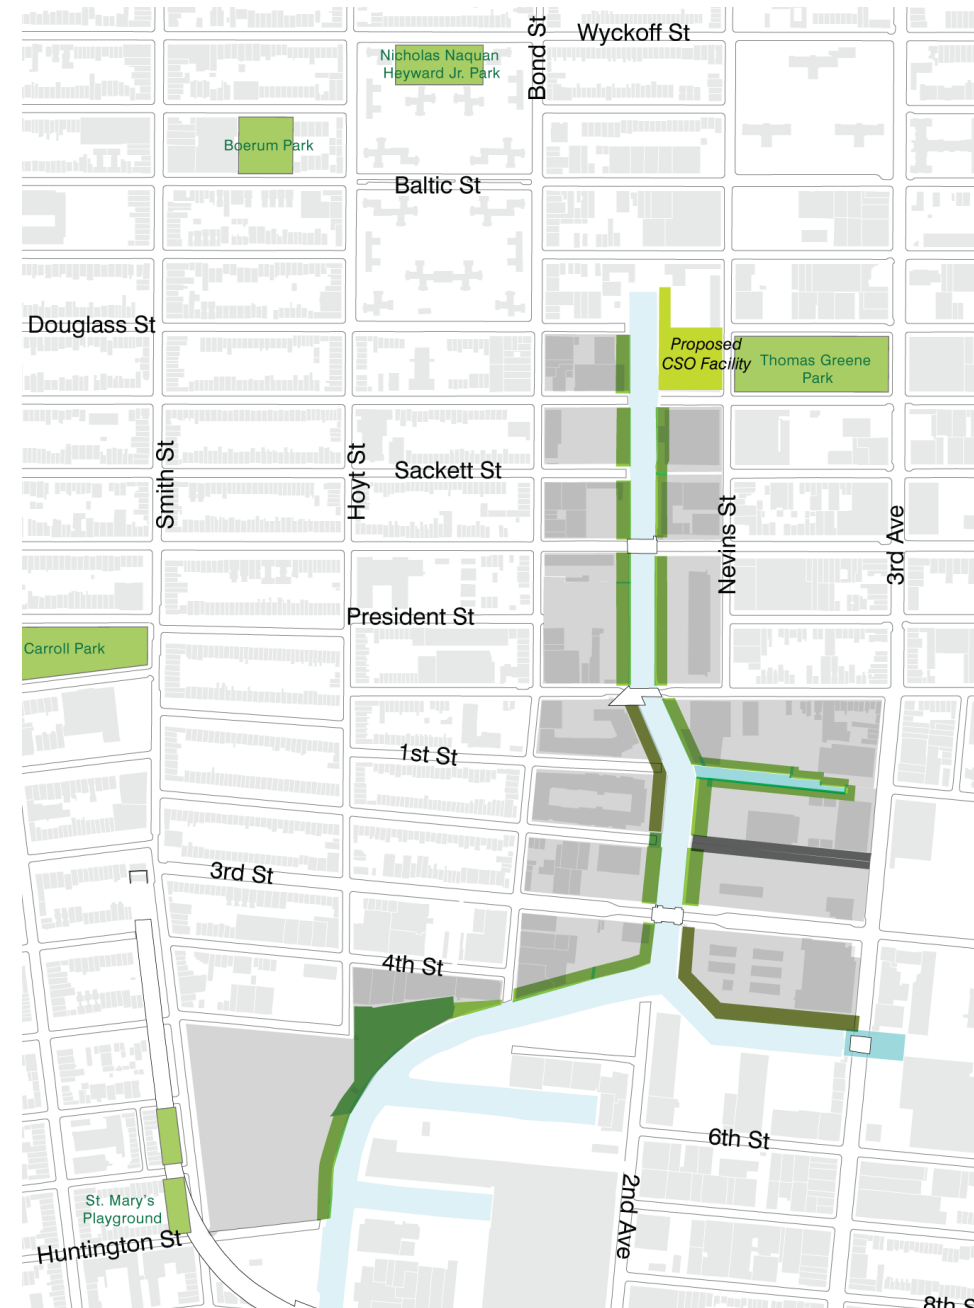 Bond St
Wyckoff St
Nicholas Naquan
Heyward Jr. Park
Boerum Park
Baltic St
Douglass St
Proposed
CSO Facility
Thomas Greene
Park
Smith St
Hoyt St
Sackett St
Nevins St
3rd Ave
President St
Carroll Park
1st St
3rd St
4th St
6th St
2nd Ave
St. Mary's
Playground
Huntington St
8th S